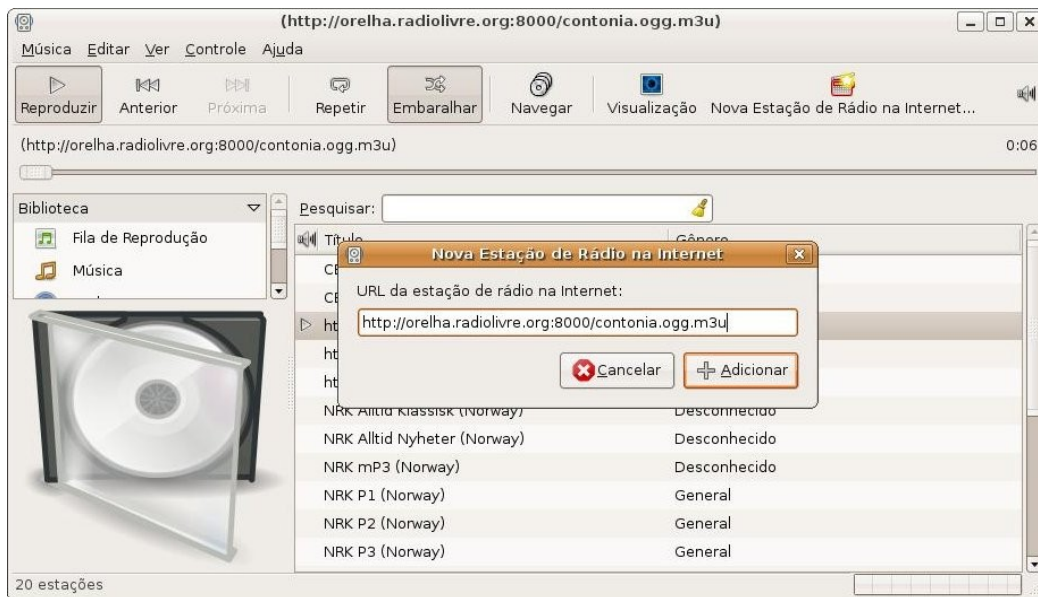 (http://orelha.radiolivre.org:8000/contonia.ogg.m3u)
Música Editar Ver Controle Ajuda
Reproduzir Anterior Próxima Repetir Embaralhar Navegar Visualização Nova Estação de Rádio na Internet...
(http://orelha.radiolivre.org:8000/contonia.ogg.m3u) 0:06
Biblioteca
Fila de Reprodução
Música
Pesquisar:
Título Gênero
Nova Estação de Rádio na Internet
URL da estação de rádio na Internet:
http://orelha.radiolivre.org:8000/contonia.ogg.m3u
Cancelar Adicionar
ht
ht
ht
NRK Alltid Klassisk (Norway) Desconhecido
NRK Alltid Nyheter (Norway) Desconhecido
NRK mP3 (Norway) Desconhecido
NRK P1 (Norway) General
NRK P2 (Norway) General
NRK P3 (Norway) General
20 estações